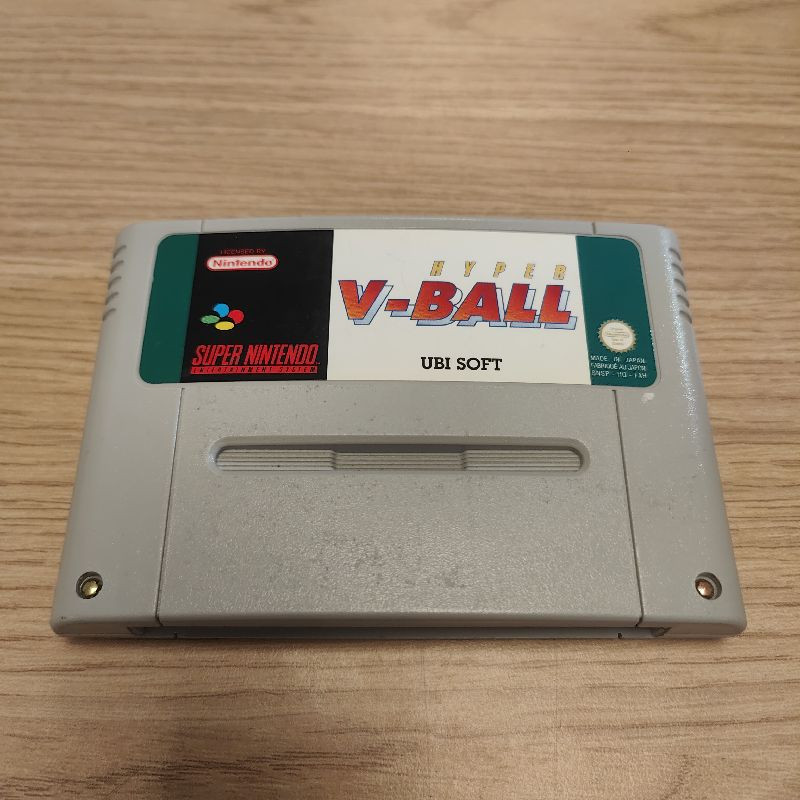 LICENSED BY
Nintendo
SUPER NINTENDO
ENTERTAINMENT SYSTEM
HYPER
V-BALL
UBI SOFT
MADE IN JAPAN
FABRIQUÉ AU JAPON